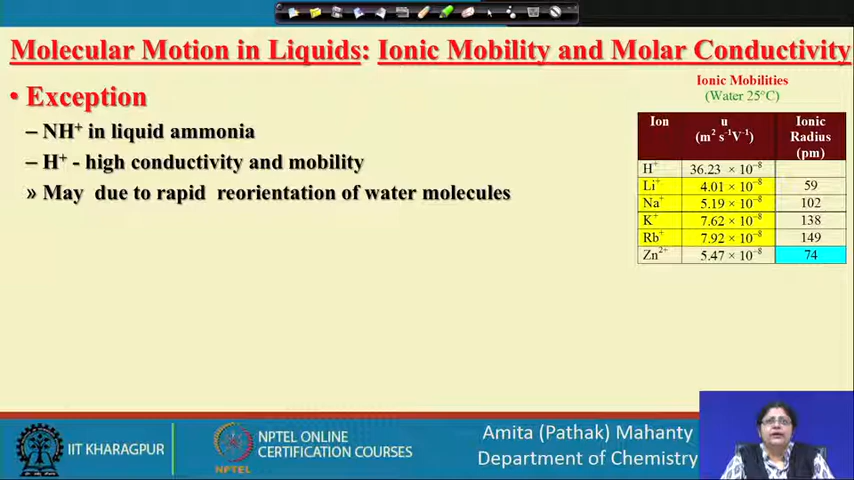 Molecular Motion in Liquids: Ionic Mobility and Molar Conductivity
• Exception
– NH⁺ in liquid ammonia
– H⁺ - high conductivity and mobility
» May due to rapid reorientation of water molecules
Ionic Mobilities
(Water 25°C)
Ion u (m² s⁻¹V⁻¹) Ionic Radius (pm)
H⁺ 36.23 × 10⁻⁸
Li⁺ 4.01 × 10⁻⁸ 59
Na⁺ 5.19 × 10⁻⁸ 102
K⁺ 7.62 × 10⁻⁸ 138
Rb⁺ 7.92 × 10⁻⁸ 149
Zn²⁺ 5.47 × 10⁻⁸ 74
IIT KHARAGPUR
NPTEL
NPTEL ONLINE
CERTIFICATION COURSES
Amita (Pathak) Mahanty
Department of Chemistry